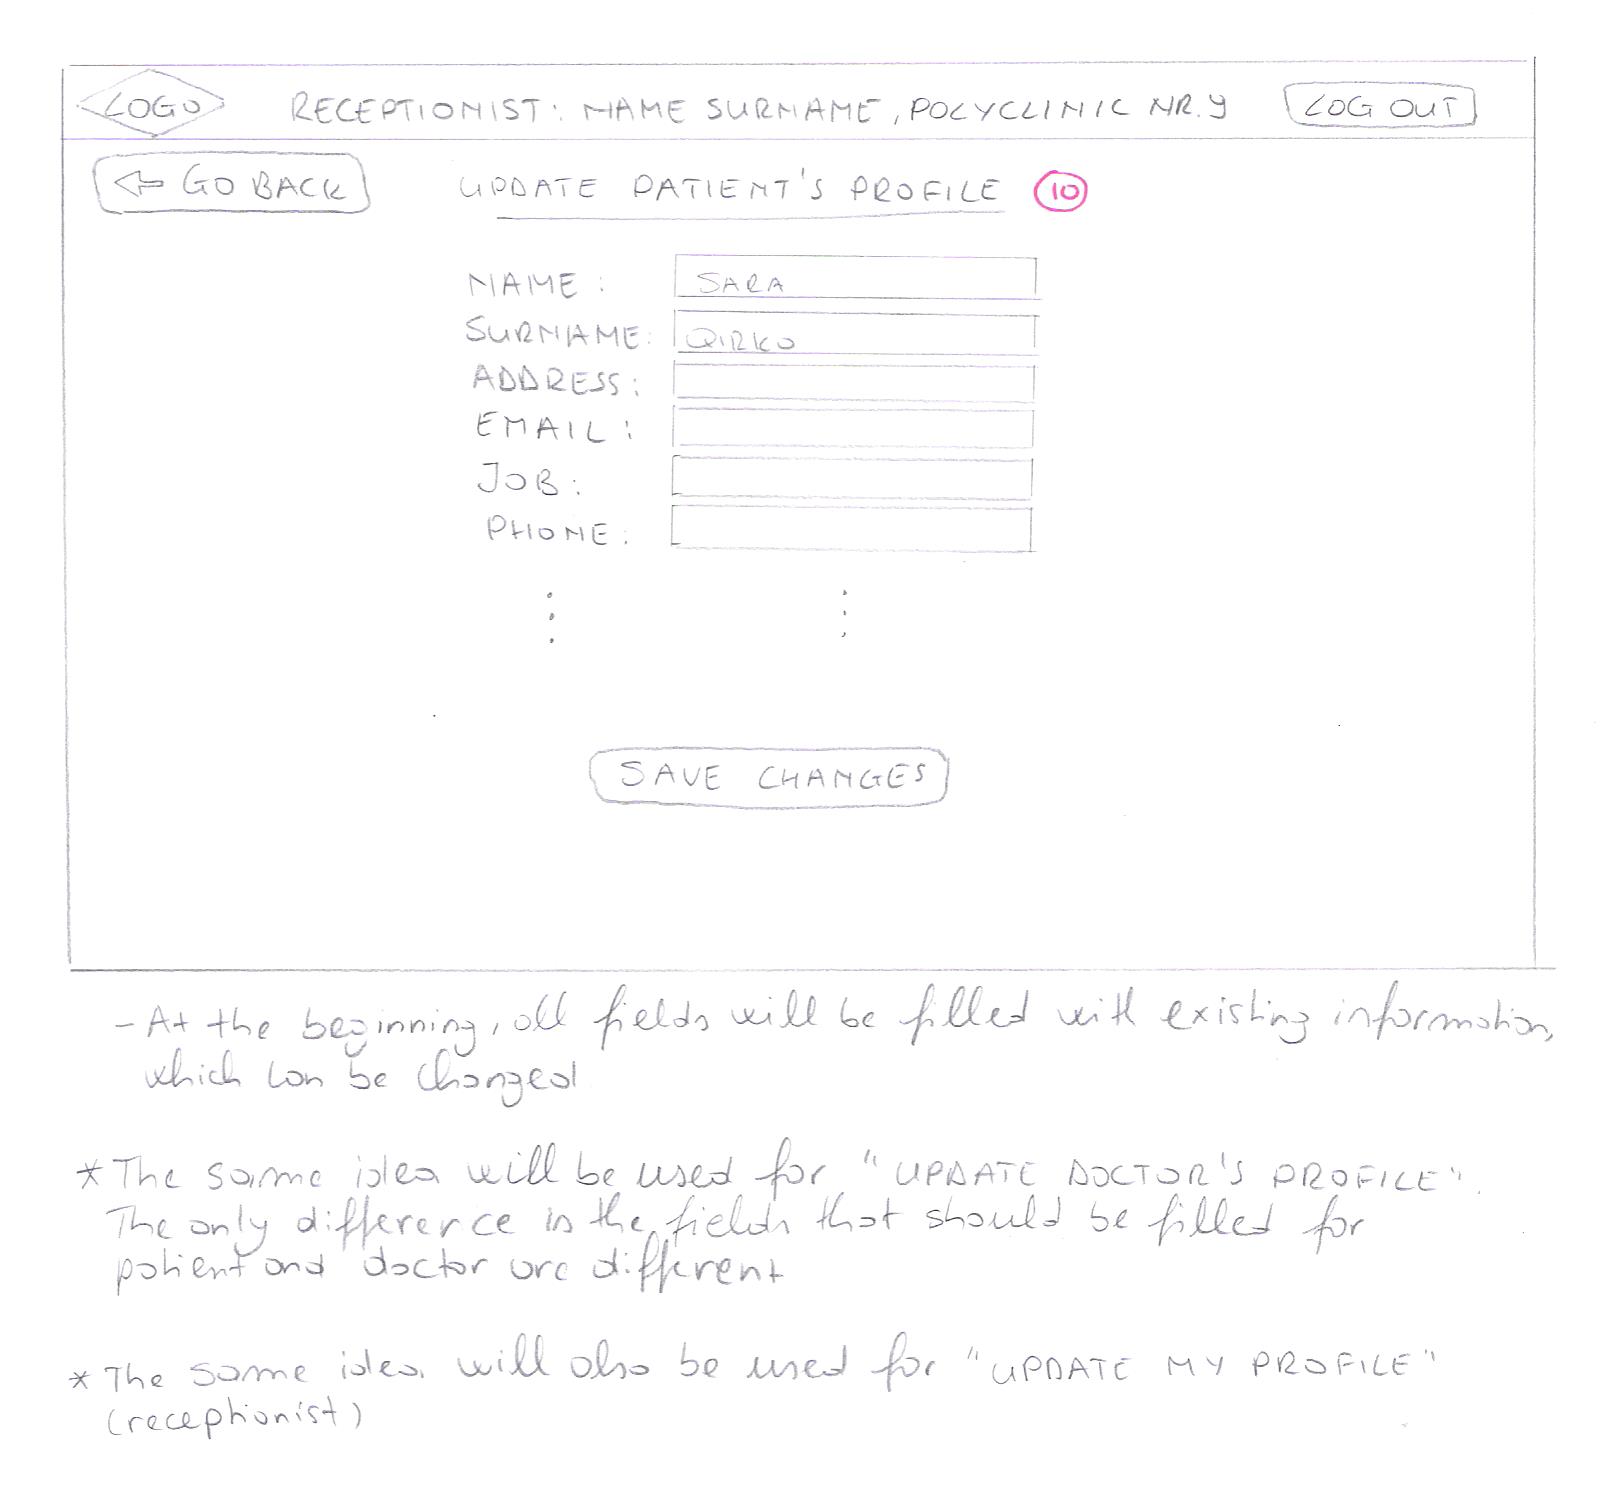 LOGO RECEPTIONIST: NAME SURNAME, POLYCLINIC NR.Y LOG OUT
GO BACK UPDATE PATIENT'S PROFILE 10
NAME: SARA
SURNAME: QIRKO
ADDRESS:
EMAIL:
JOB:
PHONE:
SAVE CHANGES
- At the beginning, all fields will be filled with existing information,
which can be changed
* The same idea will be used for "UPDATE DOCTOR'S PROFILE".
The only difference is the fields that should be filled for
patient and doctor are different
* The same idea will also be used for "UPDATE MY PROFILE"
(receptionist)